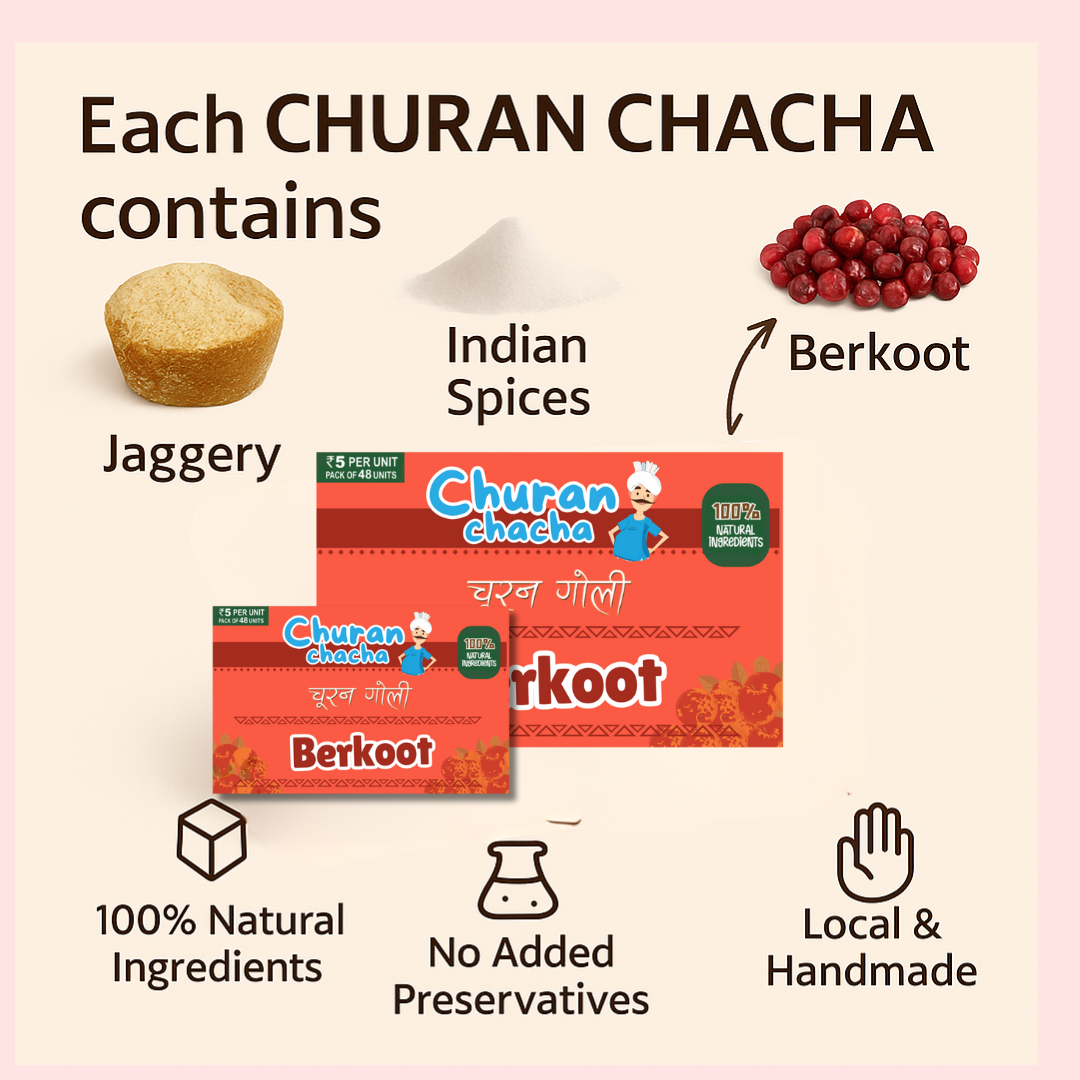 Each CHURAN CHACHA
contains
Indian
Spices
Berkoot
Jaggery
₹5 PER UNIT
PACK OF 48 UNITS
Churan
chacha
100%
NATURAL
INGREDIENTS
चूरन गोली
rkoot
₹5 PER UNIT
PACK OF 48 UNITS
Churan
chacha
100%
NATURAL
INGREDIENTS
चूरन गोली
Berkoot
100% Natural
Ingredients
No Added
Preservatives
Local &
Handmade